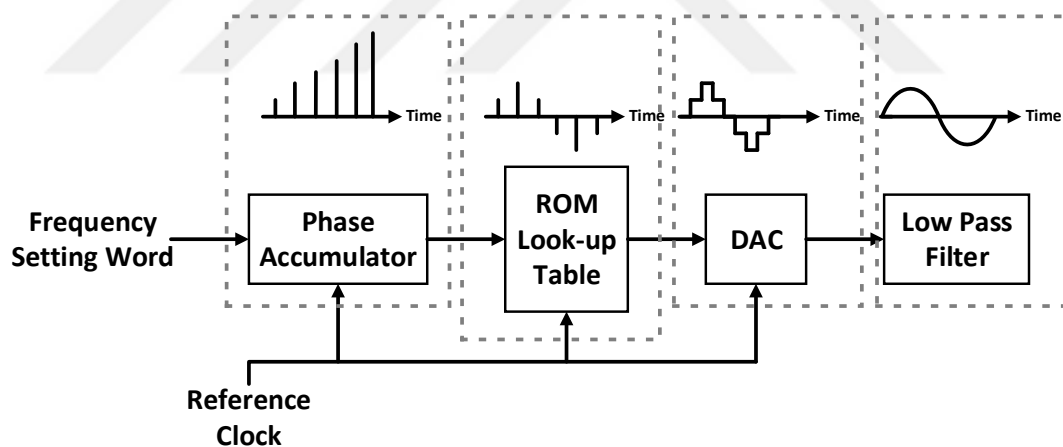 Time
Time
Time
Time
Frequency
Setting Word
Phase
Accumulator
ROM
Look-up
Table
DAC
Low Pass
Filter
Reference
Clock